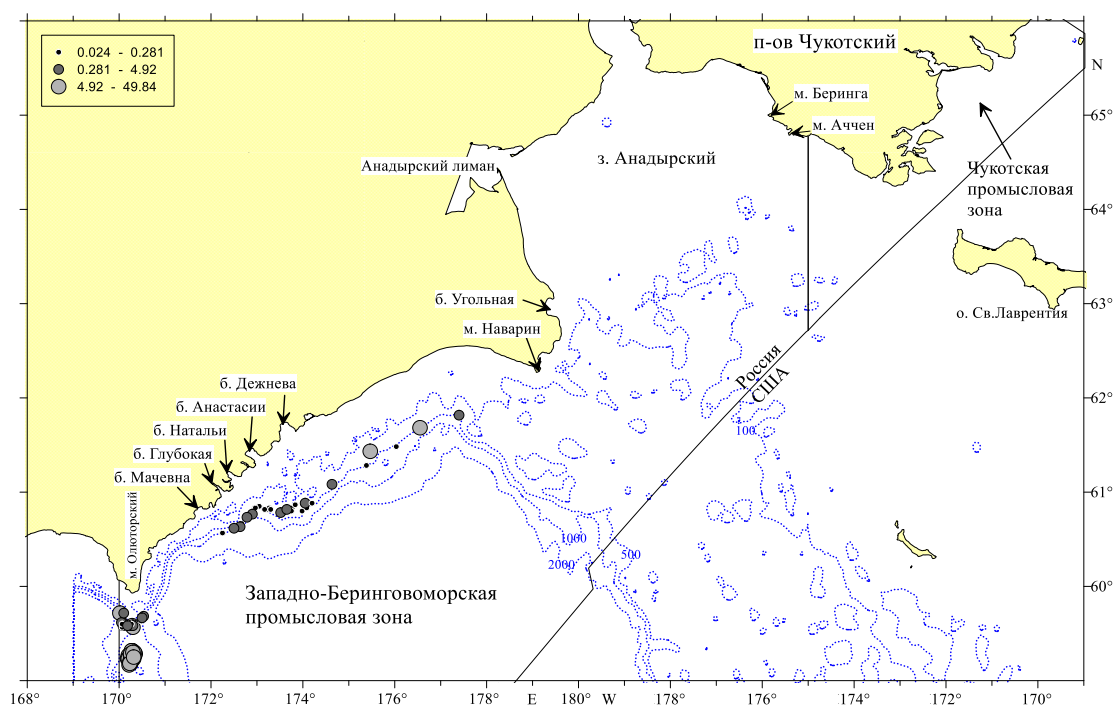 0.024 - 0.281
0.281 - 4.92
4.92 - 49.84
п-ов Чукотский
N
м. Беринга
65°
м. Аччен
з. Анадырский
Анадырский лиман
Чукотская
промысловая
зона
64°
б. Угольная
63°
о. Св.Лаврентия
м. Наварин
Россия
США
б. Дежнева
62°
б. Анастасии
100
б. Натальи
б. Глубокая
б. Мачевна
61°
м. Олюторский
1000
500
2000
60°
Западно-Беринговоморская
промысловая зона
168 170° 172° 174° 176° 178° E 180° W 178° 176° 174° 172° 170°